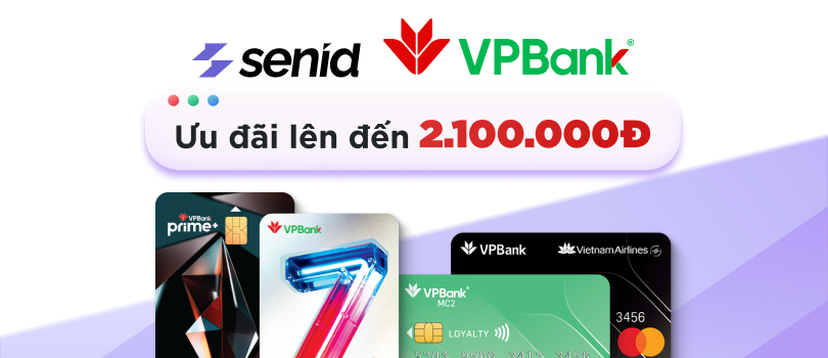 senid
VPBank®
Ưu đãi lên đến 2.100.000Đ
VPBank
prime+
VPBank
VPBank
Vietnam Airlines
VPBank®
MC2
3456
LOYALTY